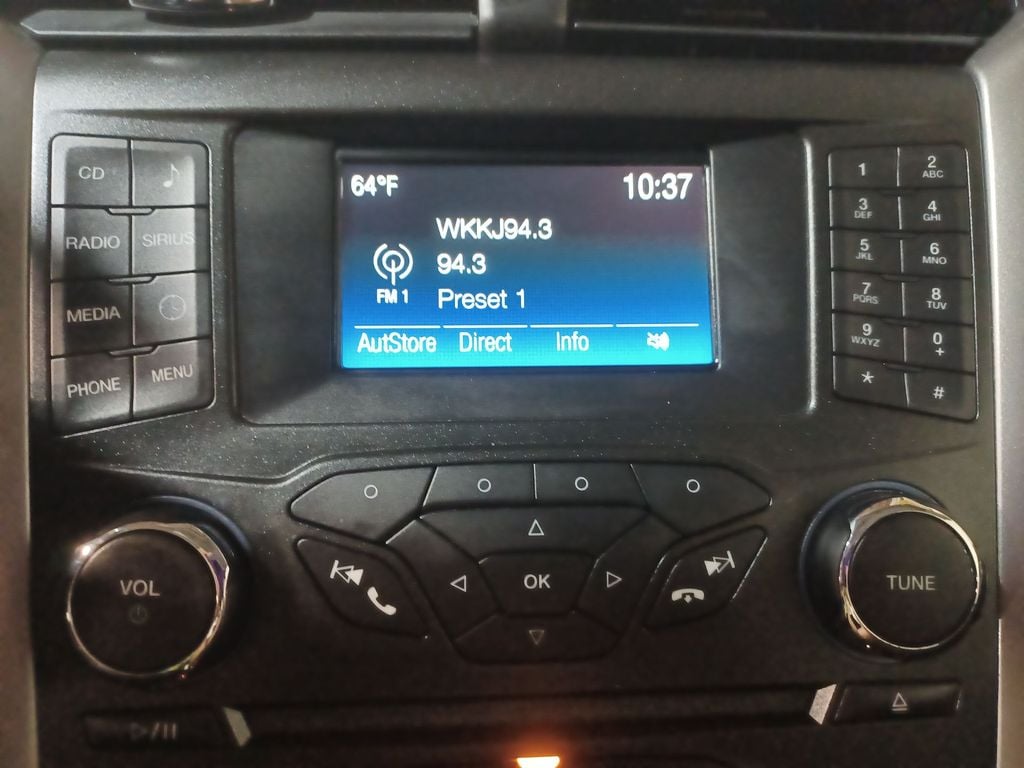 CD
RADIO
SIRIUS
MEDIA
PHONE
MENU
64°F
10:37
WKKJ94.3
94.3
FM 1
Preset 1
AutoStore Direct Info
1
2
ABC
3
DEF
4
GHI
5
JKL
6
MNO
7
PQRS
8
TUV
9
WXYZ
0
+
*
#
VOL
OK
TUNE